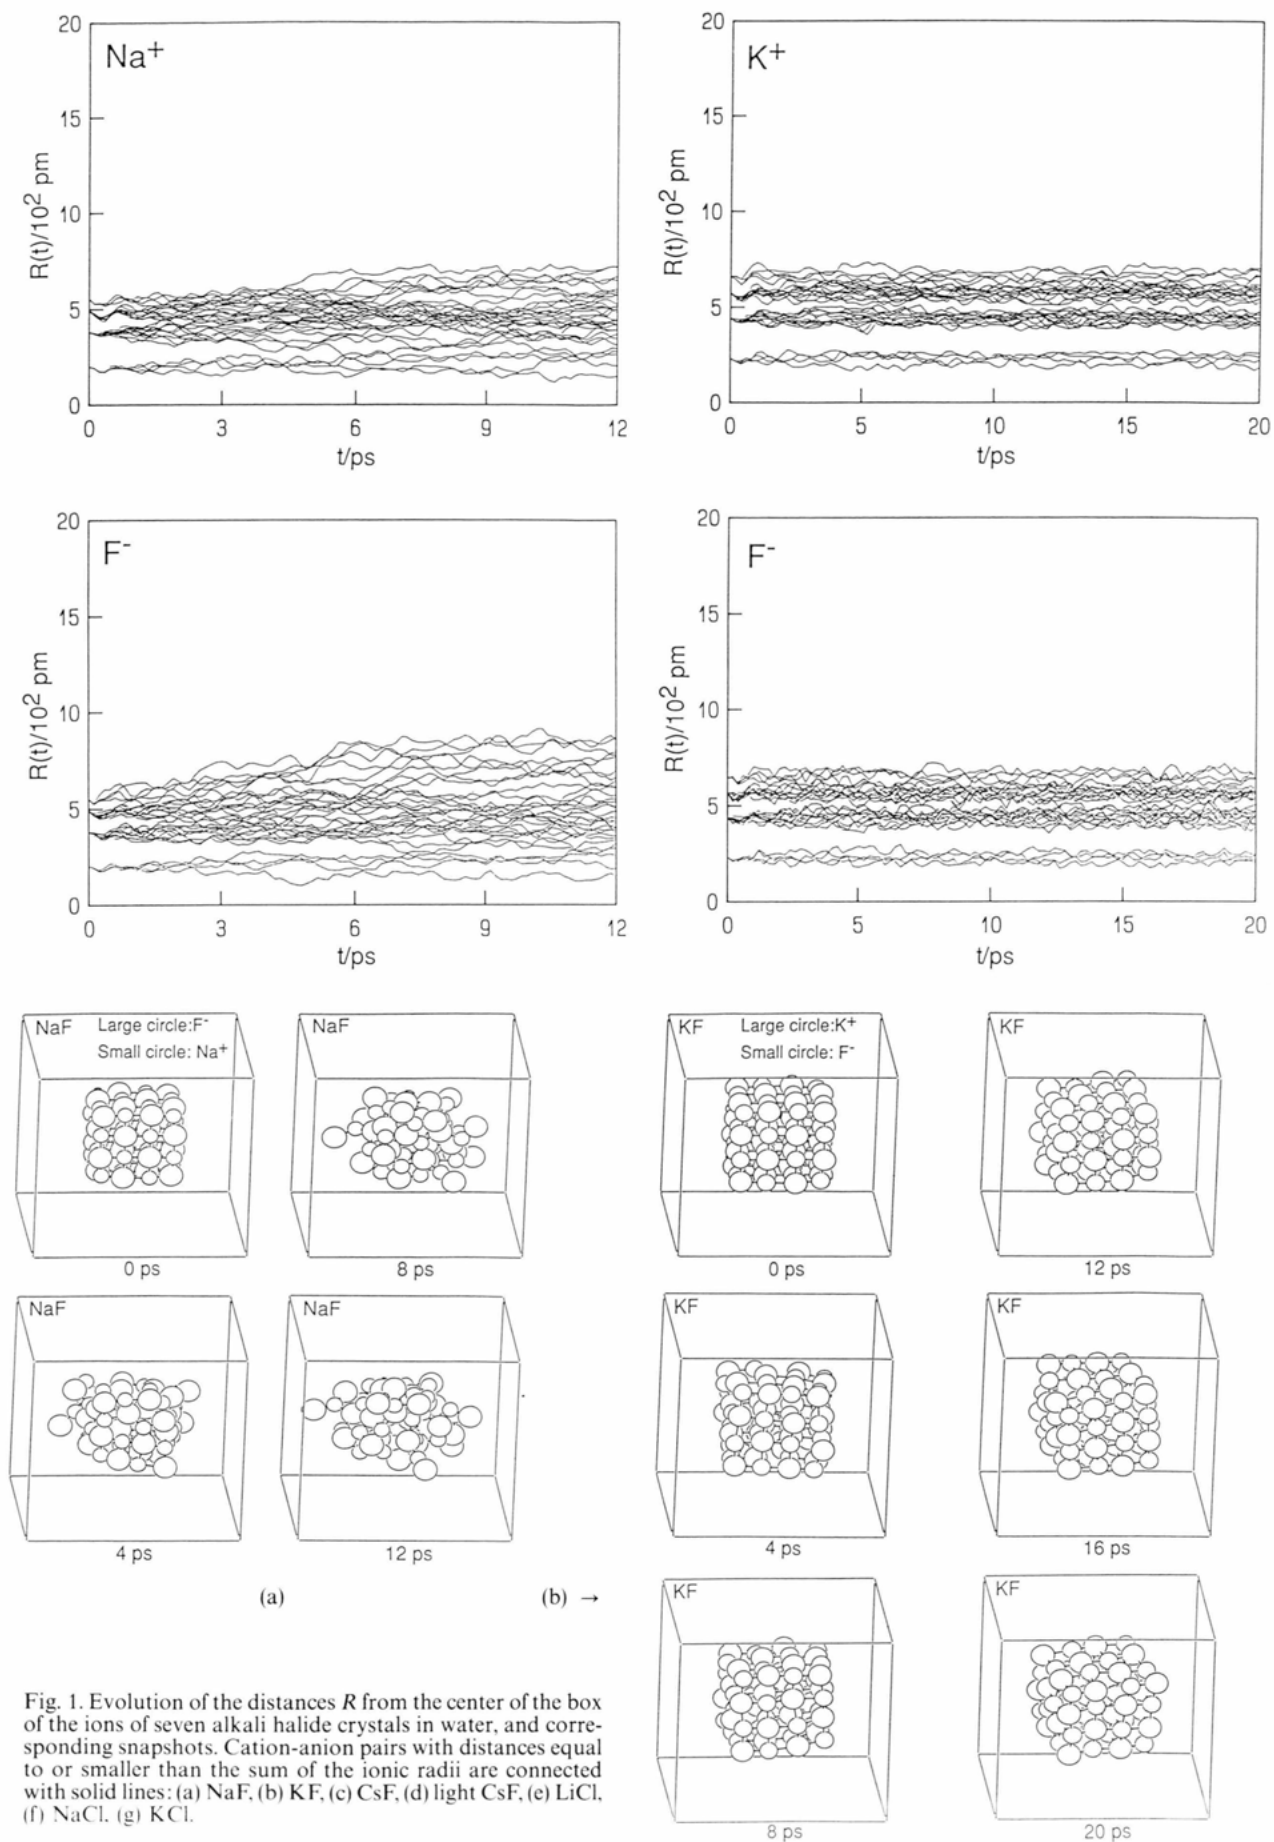 20
Na+
15
R(t)/10² pm
10
5
0
0 3 6 9 12
t/ps
20
K+
15
R(t)/10² pm
10
5
0
0 5 10 15 20
t/ps
20
F-
15
R(t)/10² pm
10
5
0
0 3 6 9 12
t/ps
20
F-
15
R(t)/10² pm
10
5
0
0 5 10 15 20
t/ps
NaF Large circle:F-
Small circle: Na+
0 ps
NaF
8 ps
NaF
4 ps
NaF
12 ps
(a)
(b) →
KF Large circle:K+
Small circle: F-
0 ps
KF
12 ps
KF
4 ps
KF
16 ps
KF
8 ps
KF
20 ps
Fig. 1. Evolution of the distances R from the center of the box
of the ions of seven alkali halide crystals in water, and corre-
sponding snapshots. Cation-anion pairs with distances equal
to or smaller than the sum of the ionic radii are connected
with solid lines: (a) NaF, (b) KF, (c) CsF, (d) light CsF, (e) LiCl,
(f) NaCl, (g) KCl.